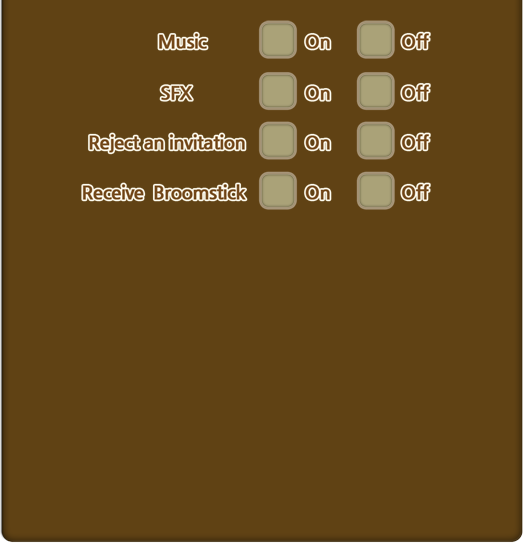 Music On Off
SFX On Off
Reject an invitation On Off
Receive Broomstick On Off